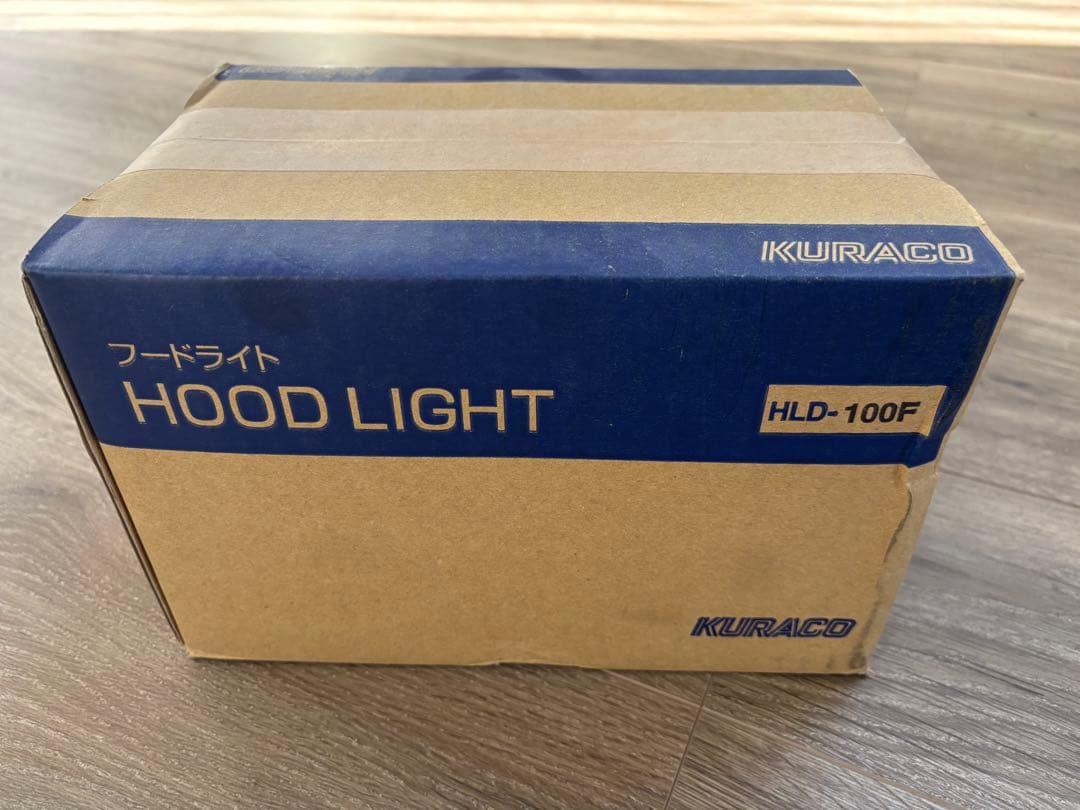 KURACO
フードライト
HOOD LIGHT
HLD-100F
KURACO